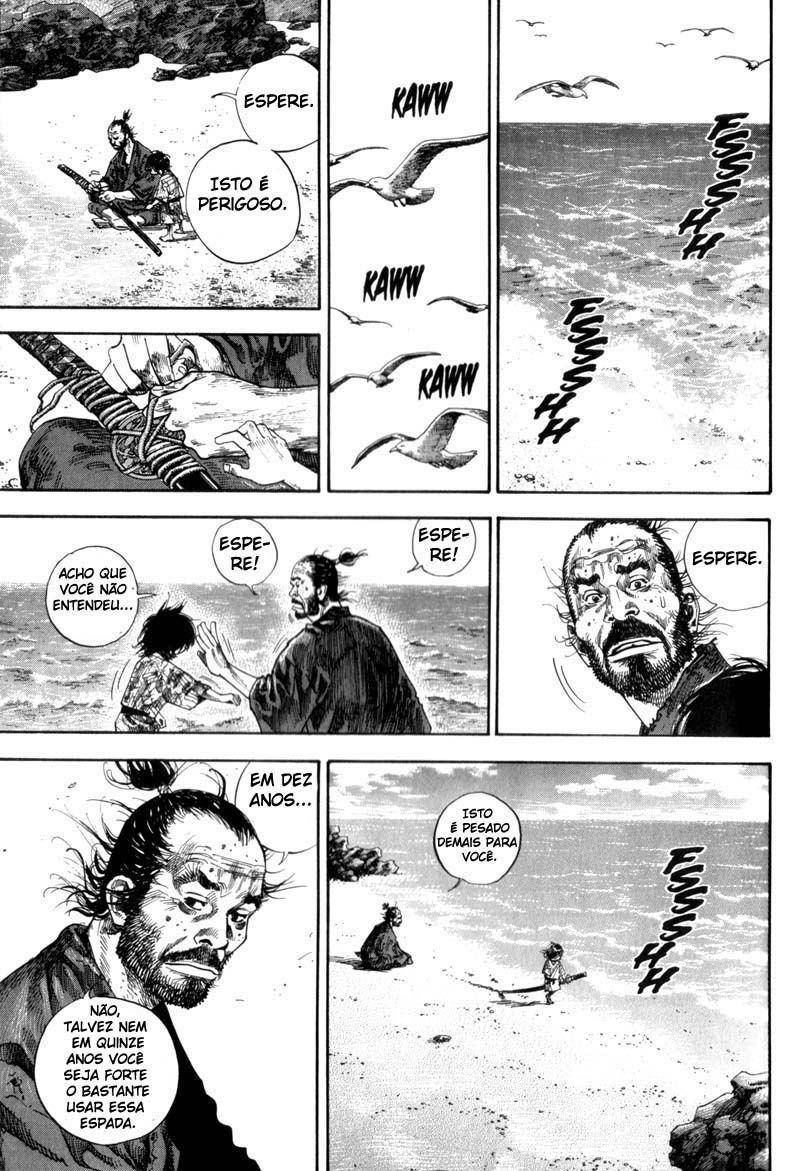 FSSSHH
FSSSHH
KAWW
KAWW
KAWW
ESPERE.
ISTO É
PERIGOSO.
ESPERE.
ESPE-
RE!
ESPE-
RE!
ACHO QUE
VOCÊ NÃO
ENTENDEU...
ISTO
É PESADO
DEMAIS PARA
VOCÊ.
FSSSHH
EM DEZ
ANOS...
NÃO,
TALVEZ NEM
EM QUINZE
ANOS VOCÊ
SEJA FORTE
O BASTANTE
USAR ESSA
ESPADA.